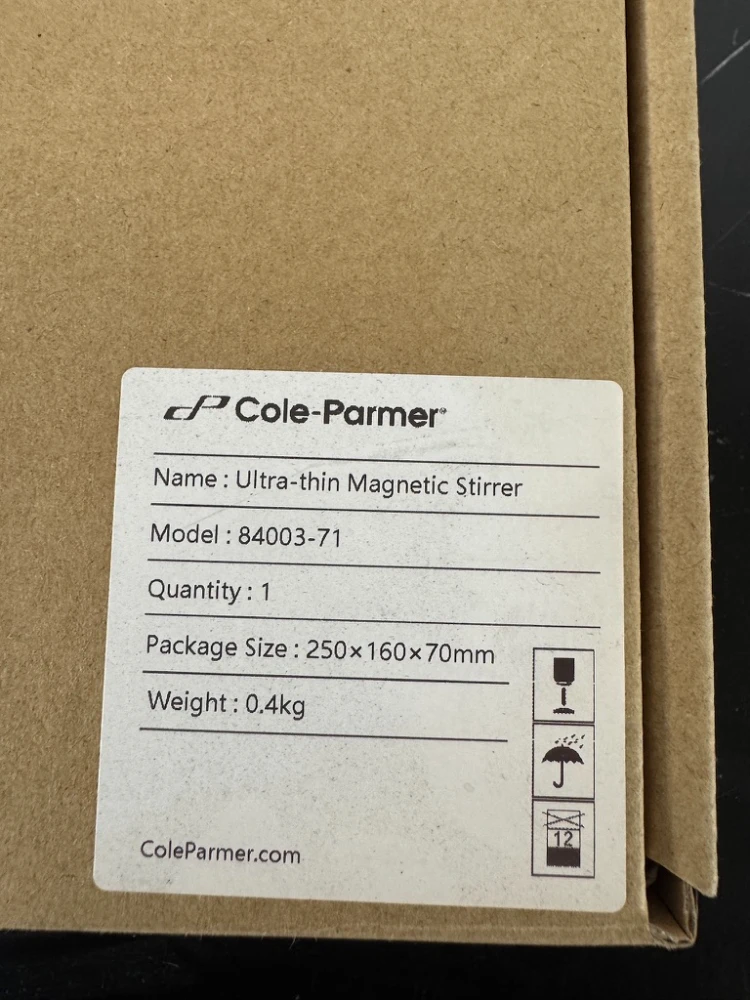 Cole-Parmer®
Name : Ultra-thin Magnetic Stirrer
Model : 84003-71
Quantity : 1
Package Size : 250×160×70mm
Weight : 0.4kg
12
ColeParmer.com